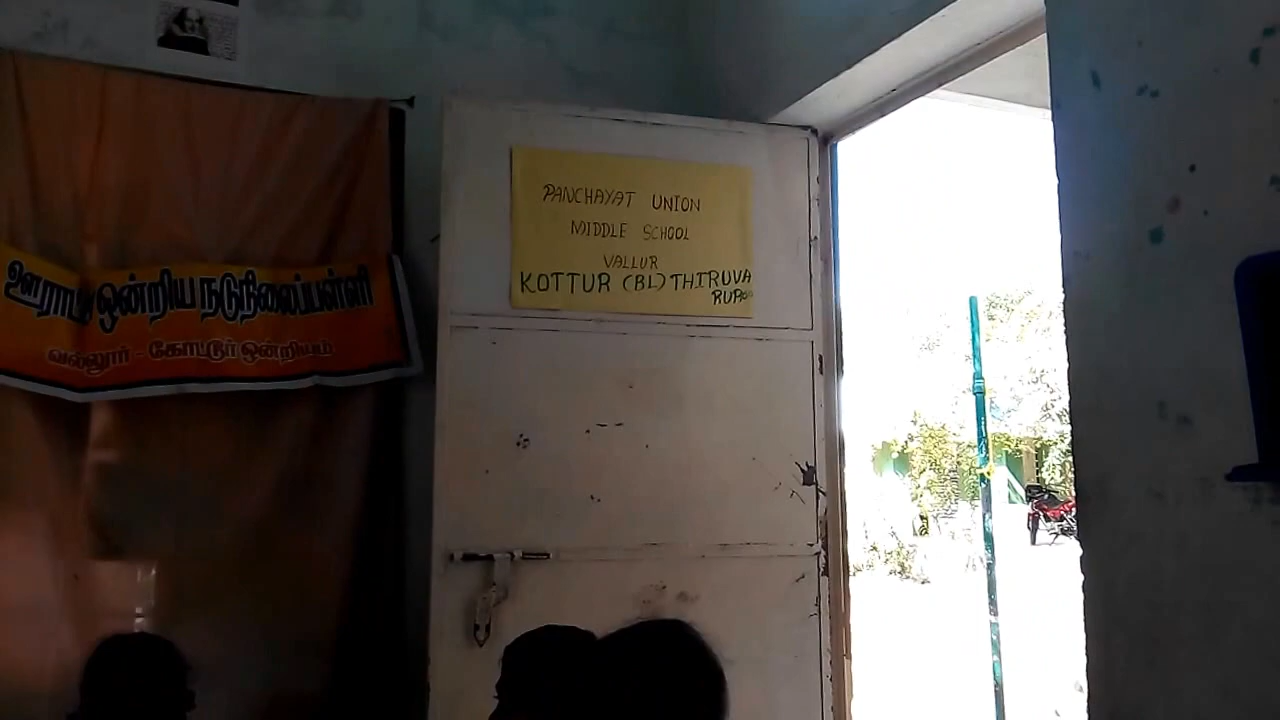 ஊராட்சி ஒன்றிய நடுநிலைப்பள்ளி
வல்லூர் - கோட்டூர் ஒன்றியம்
PANCHAYAT UNION
MIDDLE SCHOOL
VALLUR
KOTTUR (BL) THIRUVA
RUR